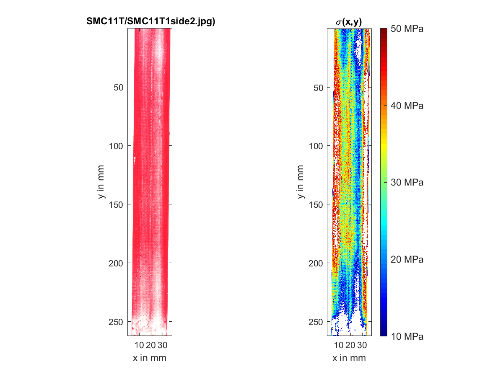 SMC11T/SMC11T1side2.jpg)
σ(x,y)
50
100
150
200
250
y in mm
10 20 30
x in mm
50
100
150
200
250
y in mm
10 20 30
x in mm
50 MPa
40 MPa
30 MPa
20 MPa
10 MPa